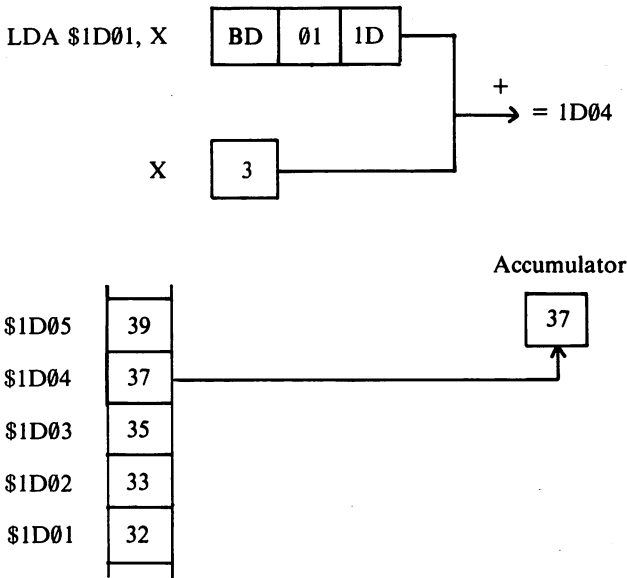 LDA $1DØ1, X BD Ø1 1D
+
= 1DØ4
X 3
Accumulator
37
$1DØ5 39
$1DØ4 37
$1DØ3 35
$1DØ2 33
$1DØ1 32